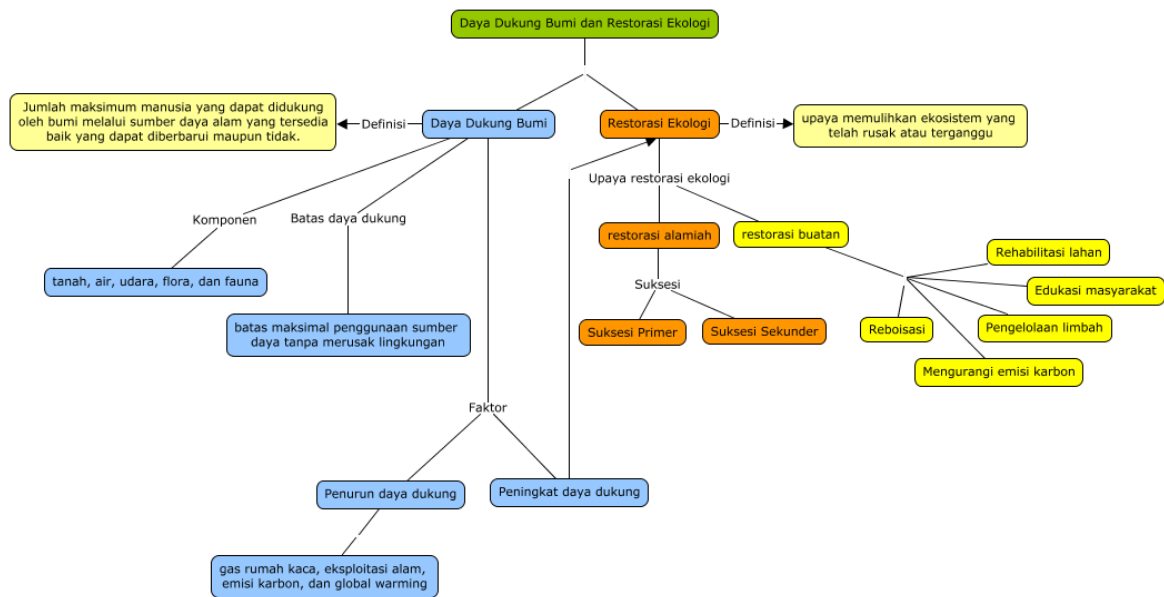 Daya Dukung Bumi dan Restorasi Ekologi
Jumlah maksimum manusia yang dapat didukung
oleh bumi melalui sumber daya alam yang tersedia
baik yang dapat diberbarui maupun tidak.
Definisi
Daya Dukung Bumi
Restorasi Ekologi
Definisi
upaya memulihkan ekosistem yang
telah rusak atau terganggu
Upaya restorasi ekologi
Komponen
Batas daya dukung
restorasi alamiah
restorasi buatan
tanah, air, udara, flora, dan fauna
Suksesi
Rehabilitasi lahan
Edukasi masyarakat
batas maksimal penggunaan sumber
daya tanpa merusak lingkungan
Suksesi Primer
Suksesi Sekunder
Reboisasi
Pengelolaan limbah
Mengurangi emisi karbon
Faktor
Penurun daya dukung
Peningkat daya dukung
gas rumah kaca, eksploitasi alam,
emisi karbon, dan global warming